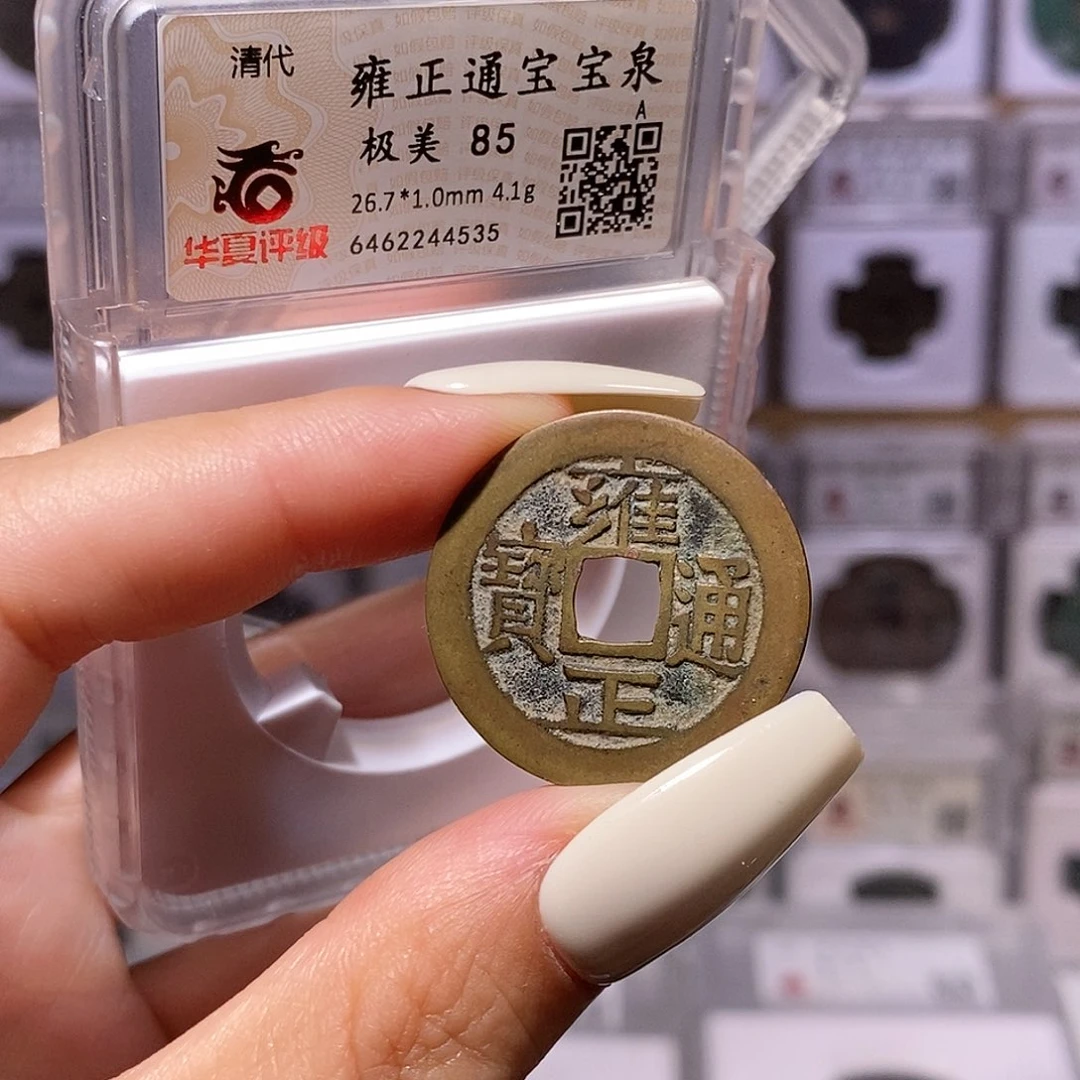 清代
雍正通宝宝泉
A
极美 85
26.7*1.0mm 4.1g
6462244535
华夏评级
雍正通寶